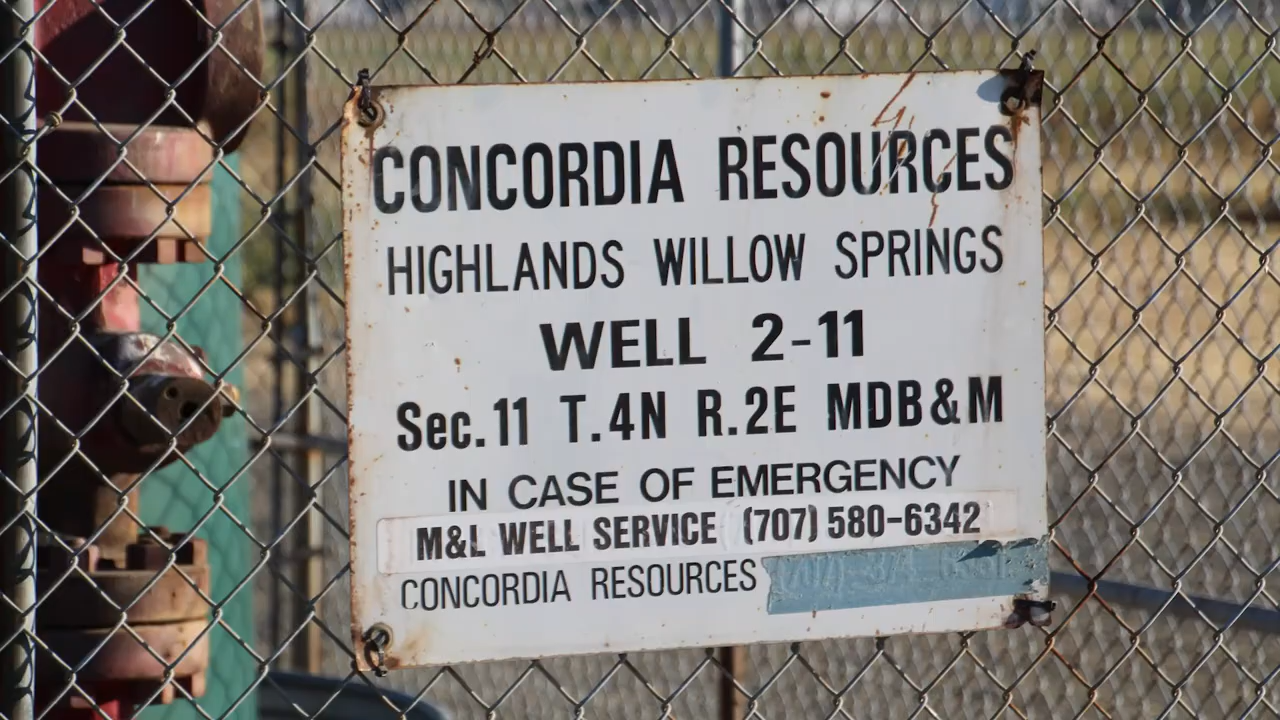 CONCORDIA RESOURCES
HIGHLANDS WILLOW SPRINGS
WELL 2-11
Sec. 11 T.4N R.2E MDB&M
IN CASE OF EMERGENCY
M&L WELL SERVICE (707) 580-6342
CONCORDIA RESOURCES